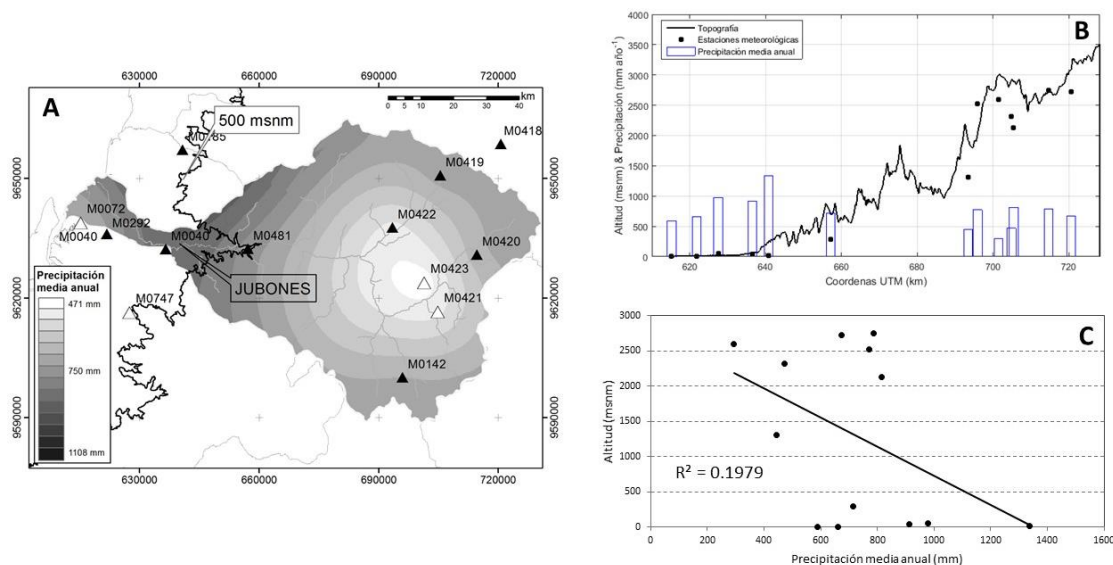 630000 660000 690000 720000
A
km
0 5 10 20 30 40
500 msnm
M0418
M0419
M0072
M0292
M0040
M0040
M0481
M0422
M0420
JUBONES
M0423
M0421
M0747
M0142
9650000
9620000
9590000
9650000
9620000
9590000
Precipitación
media anual
471 mm
750 mm
1108 mm
630000 660000 690000 720000
B
Topografía
Estaciones meteorológicas
Precipitación media anual
Altitud (msnm) & Precipitación (mm año⁻¹)
4000
3500
3000
2500
2000
1500
1000
500
0
620 640 660 680 700 720
Coordenas UTM (km)
C
Altitud (msnm)
3000
2500
2000
1500
1000
500
0
R² = 0.1979
0 200 400 600 800 1000 1200 1400 1600
Precipitación media anual (mm)